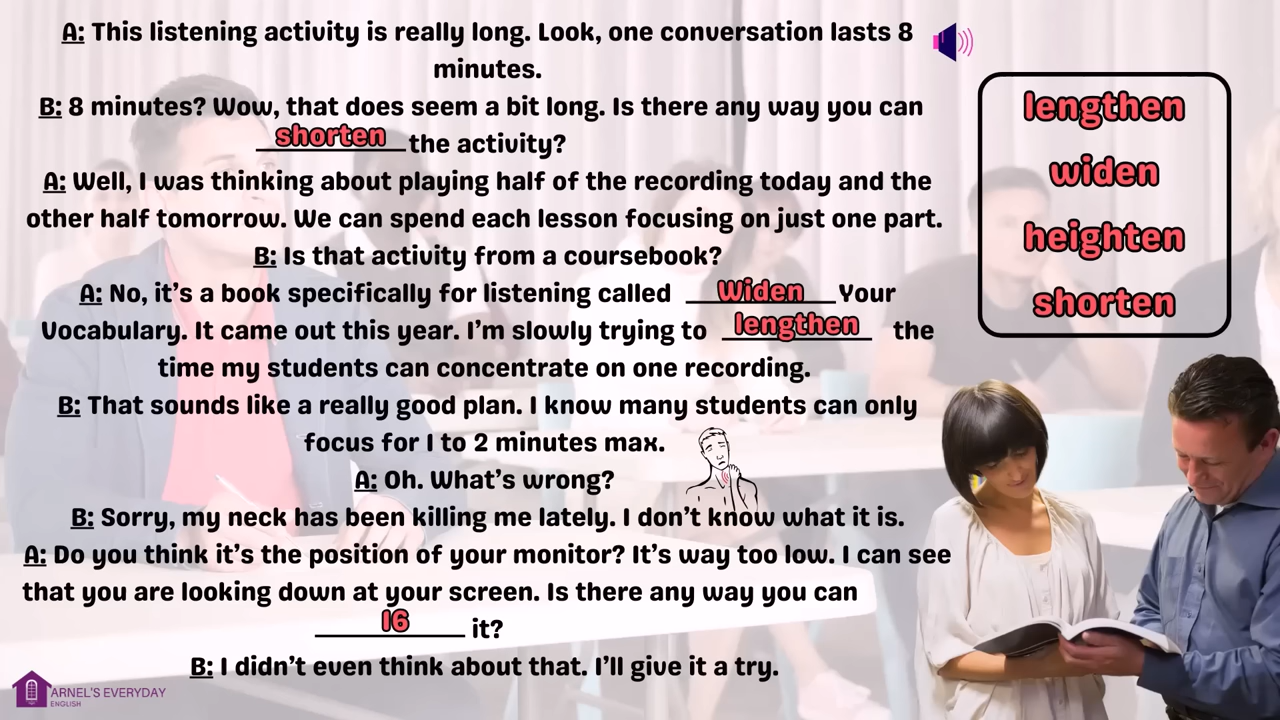 A: This listening activity is really long. Look, one conversation lasts 8
minutes.
B: 8 minutes? Wow, that does seem a bit long. Is there any way you can
shorten the activity?
A: Well, I was thinking about playing half of the recording today and the
other half tomorrow. We can spend each lesson focusing on just one part.
B: Is that activity from a coursebook?
A: No, it's a book specifically for listening called Widen Your
Vocabulary. It came out this year. I'm slowly trying to lengthen the
time my students can concentrate on one recording.
B: That sounds like a really good plan. I know many students can only
focus for 1 to 2 minutes max.
A: Oh. What's wrong?
B: Sorry, my neck has been killing me lately. I don't know what it is.
A: Do you think it's the position of your monitor? It's way too low. I can see
that you are looking down at your screen. Is there any way you can
16 it?
B: I didn't even think about that. I'll give it a try.
lengthen
widen
heighten
shorten
ARNEL'S EVERYDAY
ENGLISH